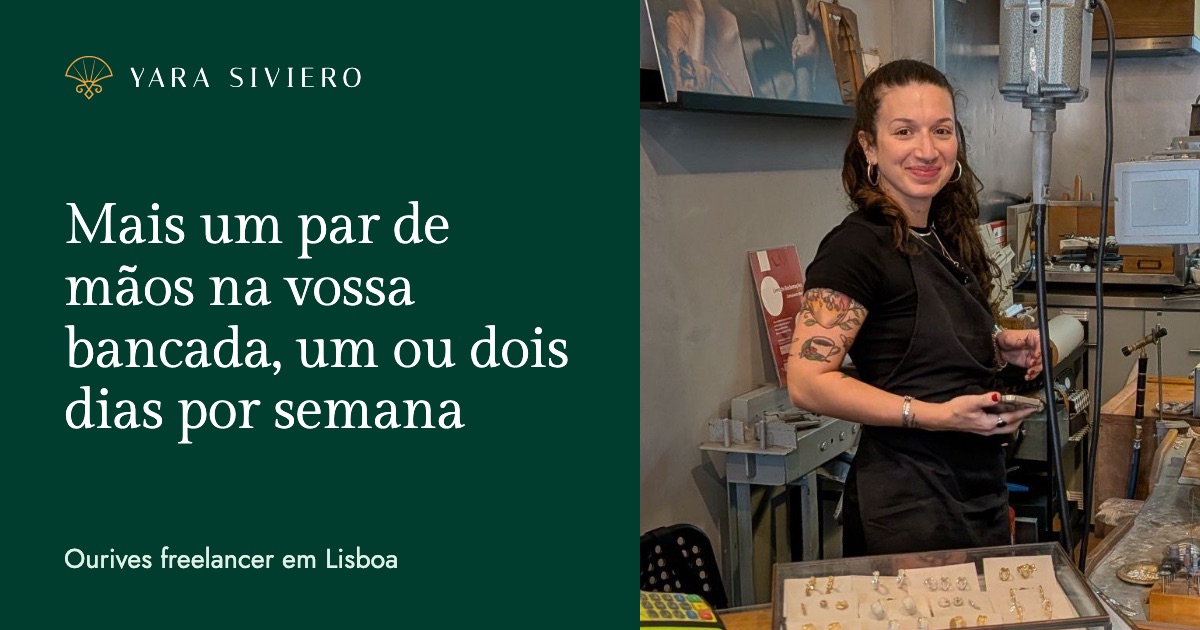 YARA SIVIERO
Mais um par de
mãos na vossa
bancada, um ou dois
dias por semana
Ourives freelancer em Lisboa